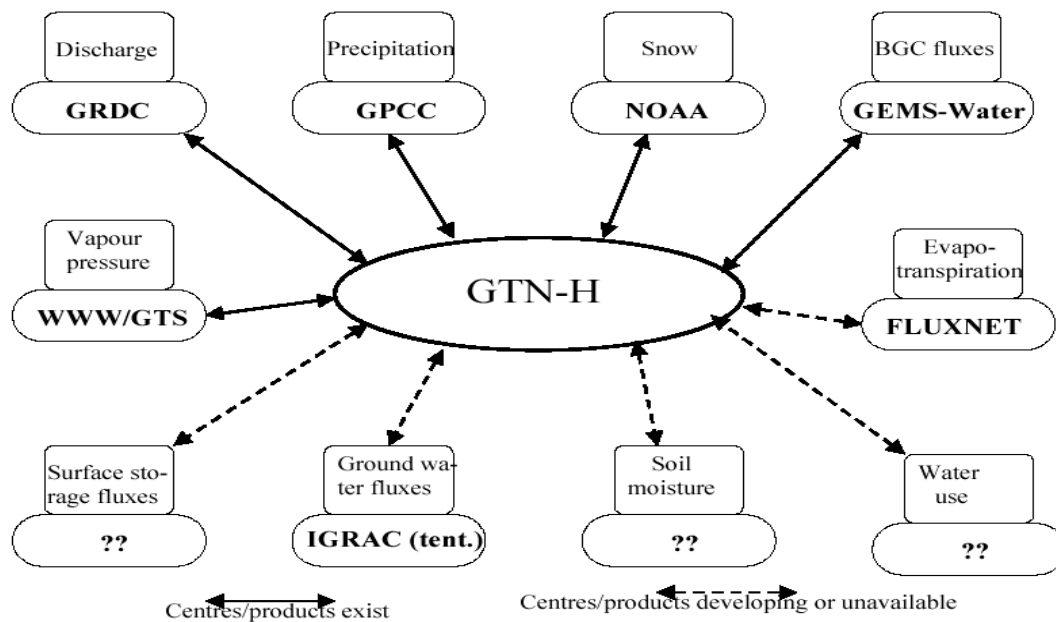 Discharge
GRDC
Precipitation
GPCC
Snow
NOAA
BGC fluxes
GEMS-Water
Vapour
pressure
WWW/GTS
GTN-H
Evapo-
transpiration
FLUXNET
Surface sto-
rage fluxes
??
Ground wa-
ter fluxes
IGRAC (tent.)
Soil
moisture
??
Water
use
??
Centres/products exist
Centres/products developing or unavailable